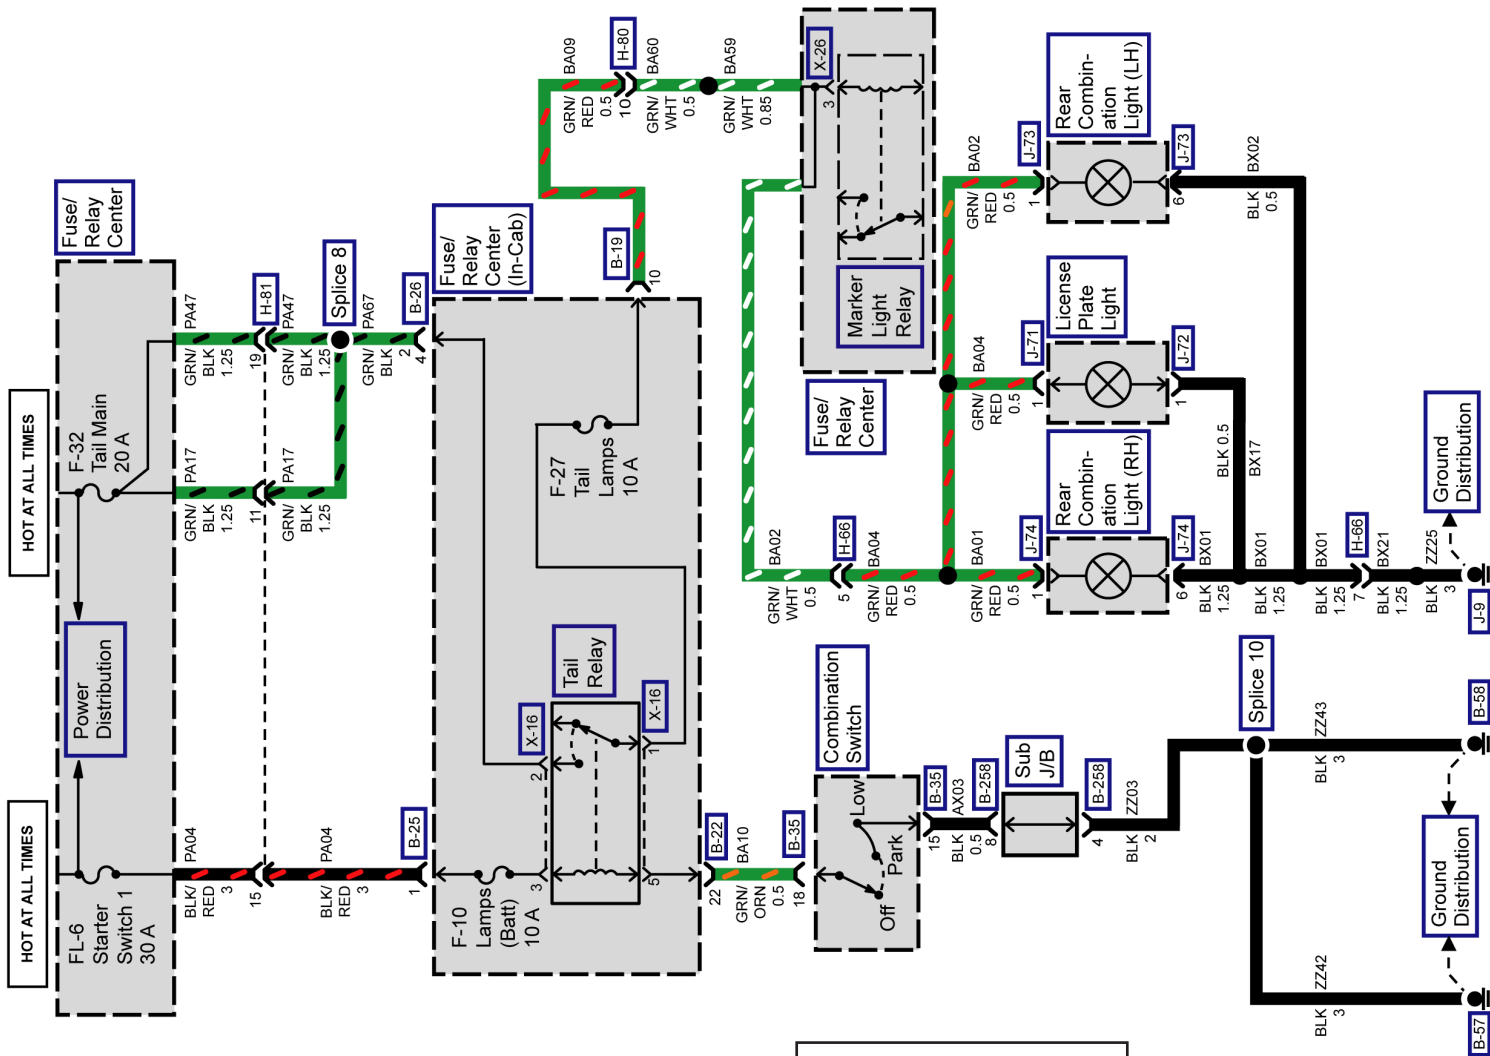 HOT AT ALL TIMES
HOT AT ALL TIMES
Fuse/
Relay
Center
FL-6
Starter
Switch 1
30 A
Power
Distribution
F-32
Tail Main
20 A
BLK/
RED
3
PA04
15
BLK/
RED
3
PA04
1
B-25
GRN/
BLK
1.25
PA17
11
GRN/
BLK
1.25
PA17
GRN/
BLK
1.25
PA47
19
H-81
GRN/
BLK
1.25
PA47
Splice 8
GRN/
BLK
2
PA67
4
B-26
Fuse/
Relay
Center
(In-Cab)
F-10
Lamps
(Batt)
10 A
3
5
X-16
2
Tail
Relay
X-16
1
F-27
Tail
Lamps
10 A
B-19
10
GRN/
RED
0.5
BA09
10
H-80
GRN/
WHT
0.5
BA60
GRN/
WHT
0.85
BA59
X-26
3
Marker
Light
Relay
Fuse/
Relay
Center
GRN/
WHT
0.5
BA02
5
H-66
GRN/
RED
0.5
BA04
GRN/
RED
0.5
BA01
1
J-74
GRN/
RED
0.5
BA04
1
J-71
GRN/
RED
0.5
BA02
1
J-73
Rear
Combin-
ation
Light (RH)
License
Plate
Light
Rear
Combin-
ation
Light (LH)
6
J-74
1
J-72
6
J-73
BLK
1.25
BX01
BLK 0.5
BX17
BLK
0.5
BX02
BLK
1.25
BX01
BLK
1.25
BX01
7
H-66
BLK
1.25
BX21
BLK
3
ZZ25
J-9
Ground
Distribution
22
B-22
GRN/
ORN
0.5
BA10
18
B-35
Combination
Switch
Off
Park
Low
15
B-35
BLK
0.5
AX03
8
B-258
Sub
J/B
4
B-258
BLK
2
ZZ03
Splice 10
BLK
3
ZZ42
B-57
BLK
3
ZZ43
B-58
Ground
Distribution